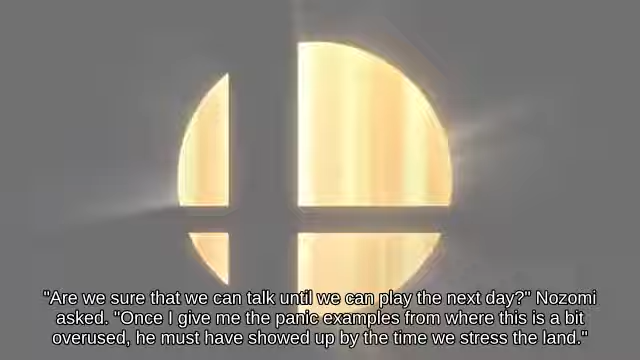 "Are we sure that we can talk until we can play the next day?" Nozomi
asked. "Once I give me the panic examples from where this is a bit
overused, he must have showed up by the time we stress the land."